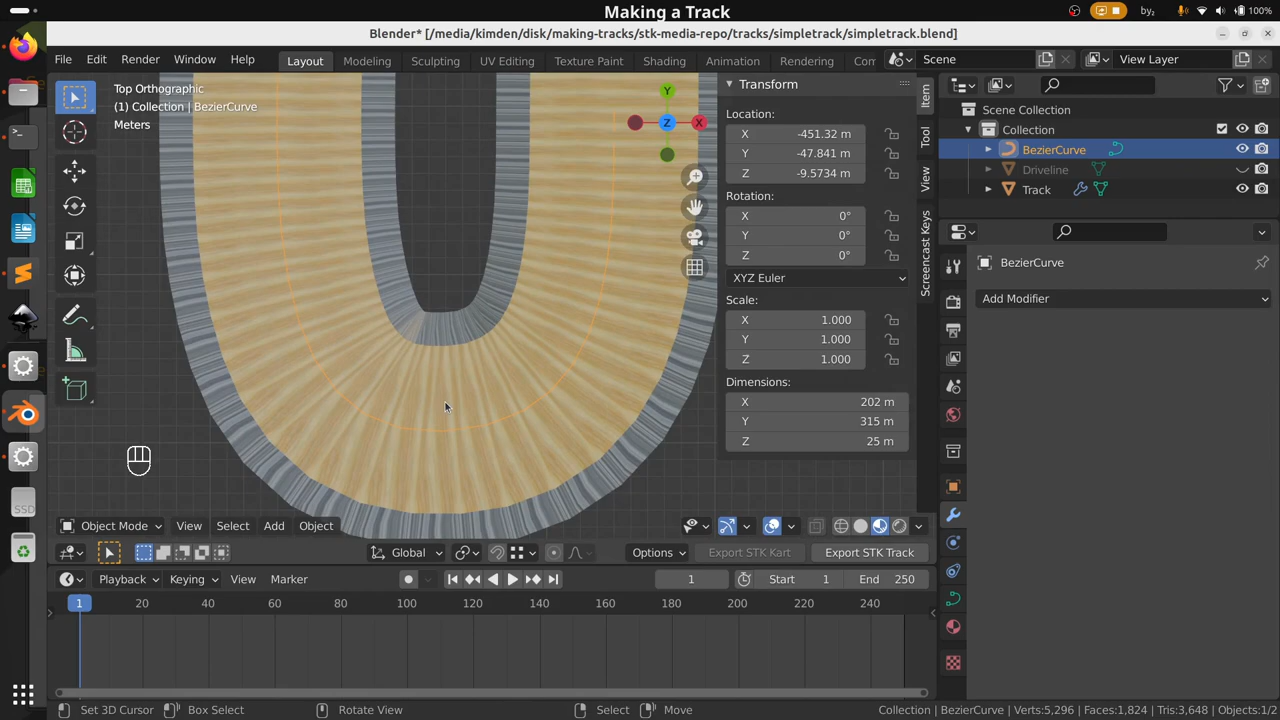 Making a Track
by₂
100%
Blender* [/media/kimden/disk/making-tracks/stk-media-repo/tracks/simpletrack/simpletrack.blend]
File Edit Render Window Help Layout Modeling Sculpting UV Editing Texture Paint Shading Animation Rendering Com Scene View Layer
Top Orthographic
(1) Collection | BezierCurve
Meters
Y
X
Z
Transform
Location:
X -451.32 m
Y -47.841 m
Z -9.5734 m
Rotation:
X 0°
Y 0°
Z 0°
XYZ Euler
Scale:
X 1.000
Y 1.000
Z 1.000
Dimensions:
X 202 m
Y 315 m
Z 25 m
Item
Tool
View
Screencast Keys
Scene Collection
Collection
BezierCurve
Driveline
Track
BezierCurve
Add Modifier
SSD
Object Mode View Select Add Object
Global Options Export STK Kart Export STK Track
Playback Keying View Marker 1 Start 1 End 250
1 20 40 60 80 100 120 140 160 180 200 220 240
Set 3D Cursor Box Select Rotate View Select Move Collection | BezierCurve | Verts:5,296 | Faces:1,824 | Tris:3,648 | Objects:1/2